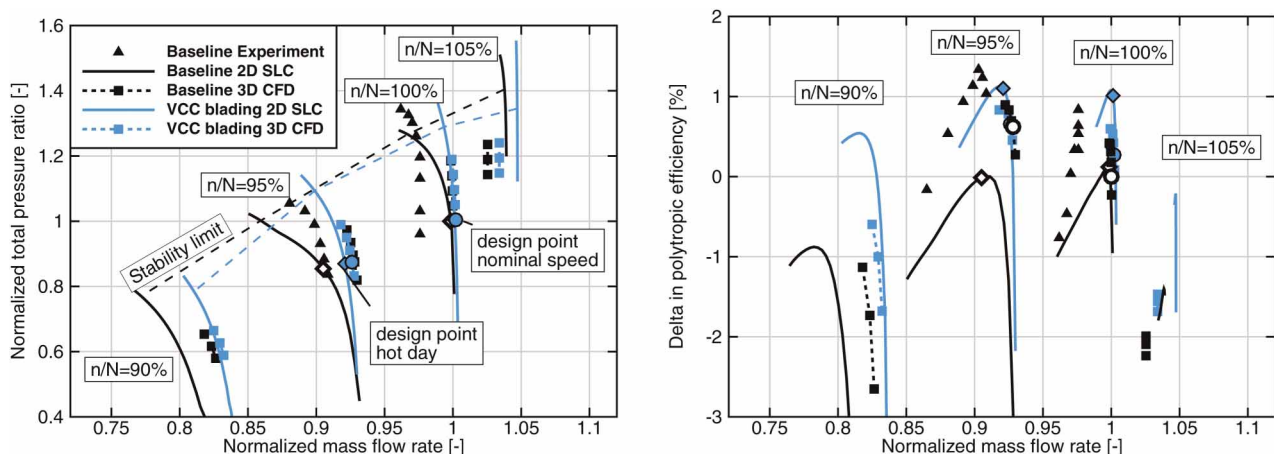 1.6
1.4
1.2
1
0.8
0.6
0.4
Normalized total pressure ratio [-]
Baseline Experiment
Baseline 2D SLC
Baseline 3D CFD
VCC blading 2D SLC
VCC blading 3D CFD
n/N=105%
n/N=100%
n/N=95%
Stability limit
n/N=90%
design point
nominal speed
design point
hot day
0.75
0.8
0.85
0.9
0.95
1
1.05
1.1
Normalized mass flow rate [-]
2
1
0
-1
-2
-3
Delta in polytropic efficiency [%]
n/N=95%
n/N=100%
n/N=90%
n/N=105%
0.75
0.8
0.85
0.9
0.95
1
1.05
1.1
Normalized mass flow rate [-]